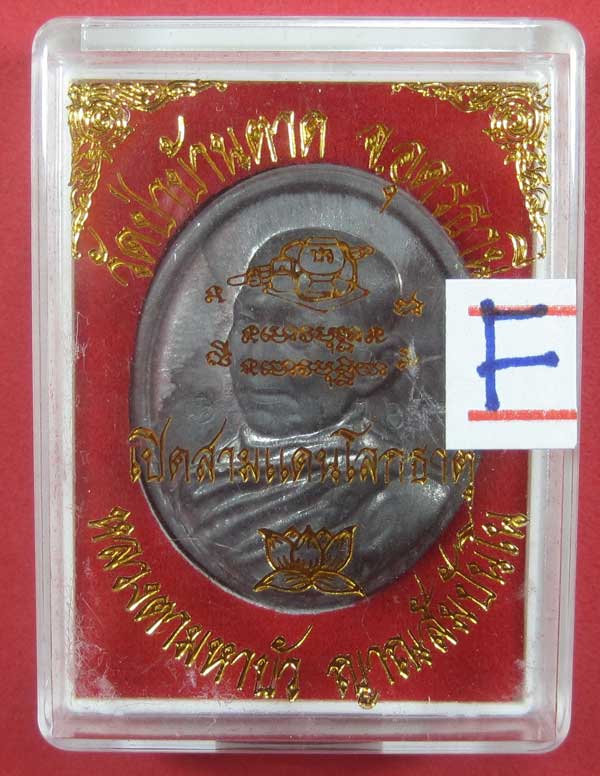 วัดป่าบ้านตาด จ.อุดรธานี
E
เปิดสามแดนโลกธาตุ
หลวงตามหาบัว ญาณสัมปันโน